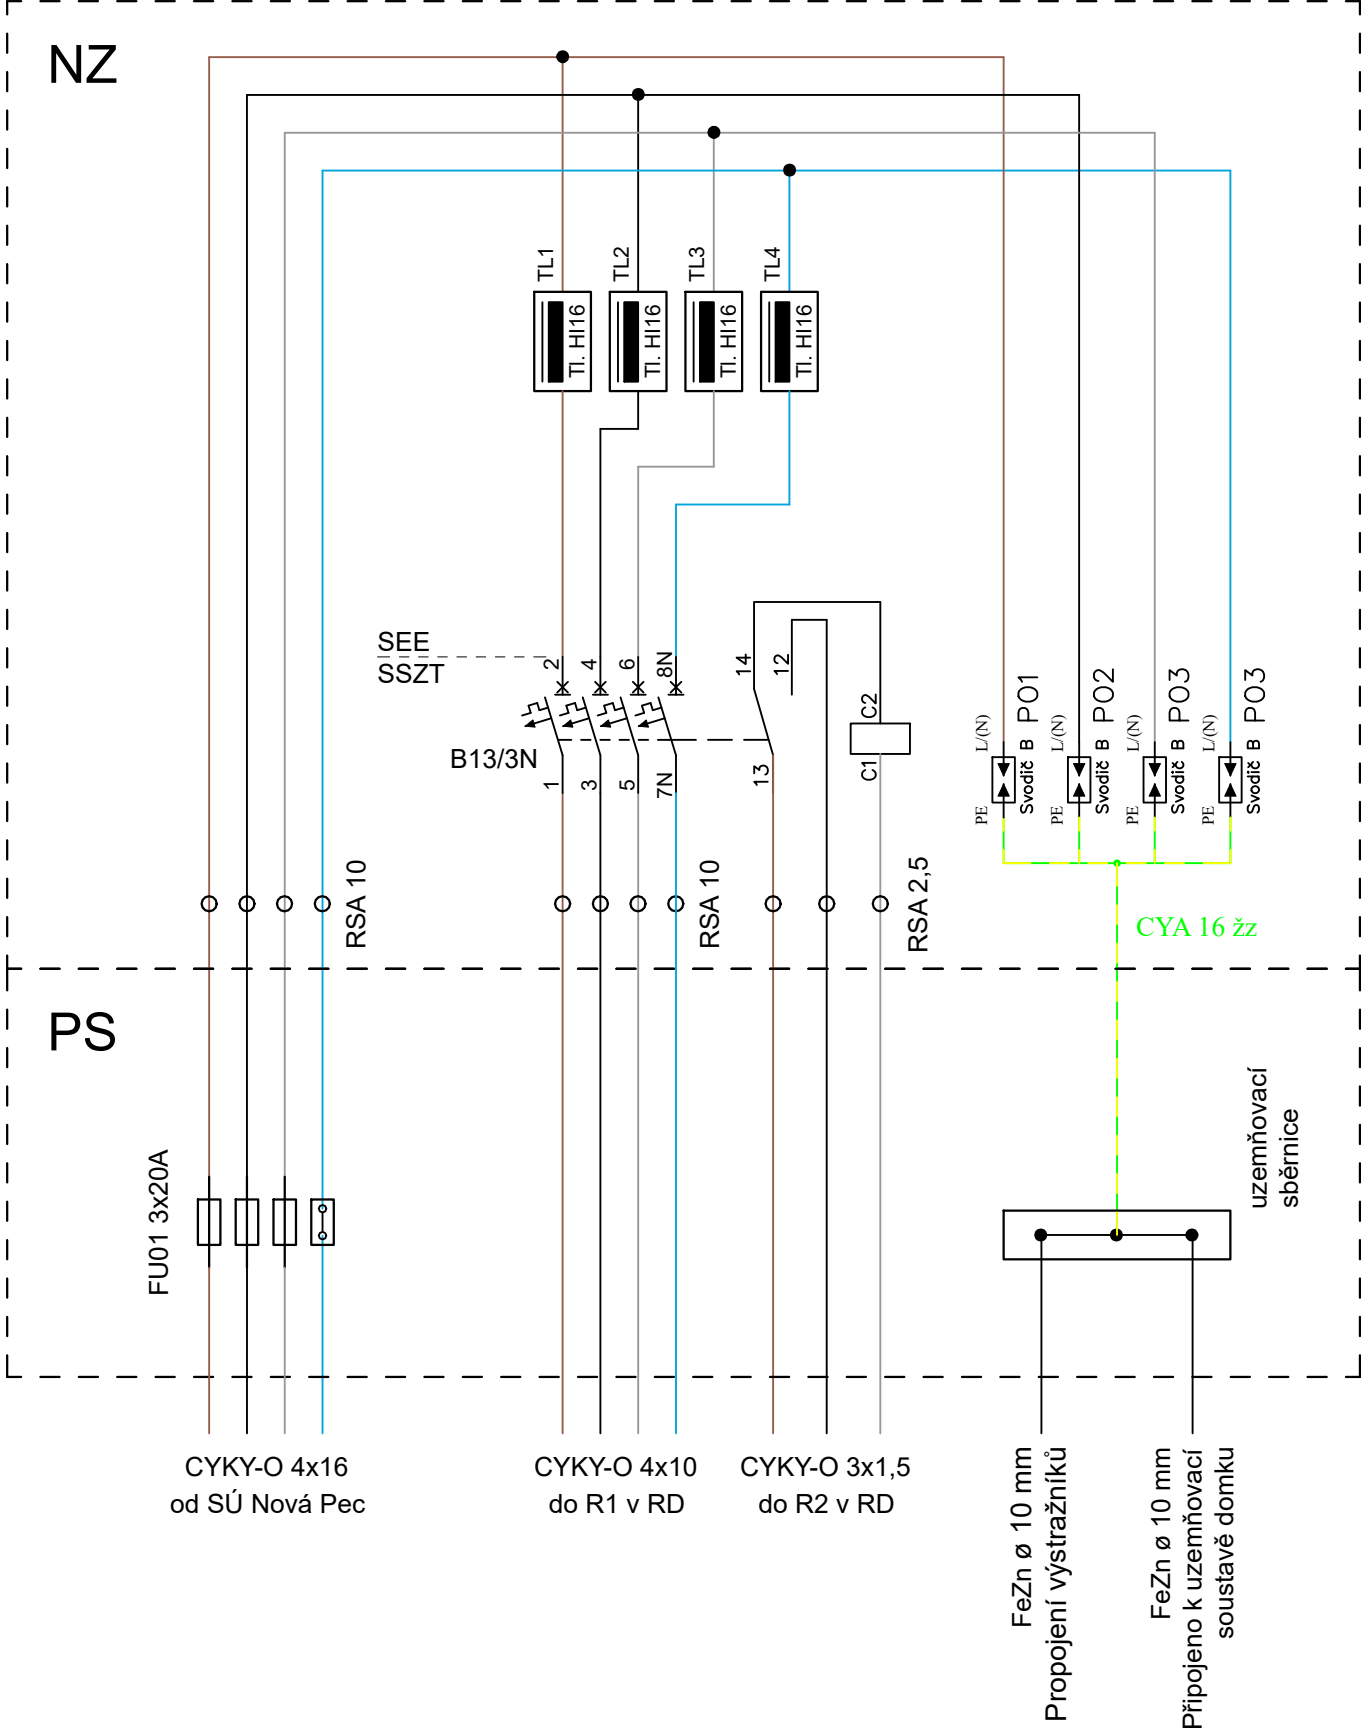 NZ
TL1
TL2
TL3
TL4
Tl. HI16
Tl. HI16
Tl. HI16
Tl. HI16
SEE
SSZT
2
4
6
8N
14
12
C2
B13/3N
1
3
5
7N
13
C1
L/(N)
L/(N)
L/(N)
L/(N)
PE
PE
PE
PE
Svodič B P01
Svodič B P02
Svodič B P03
Svodič B P03
RSA 10
RSA 10
RSA 2,5
CYA 16 žz
PS
FU01 3x20A
uzemňovací
sběrnice
CYKY-O 4x16
od SÚ Nová Pec
CYKY-O 4x10
do R1 v RD
CYKY-O 3x1,5
do R2 v RD
FeZn ø 10 mm
Propojení výstražníků
FeZn ø 10 mm
Připojeno k uzemňovací
soustavě domku